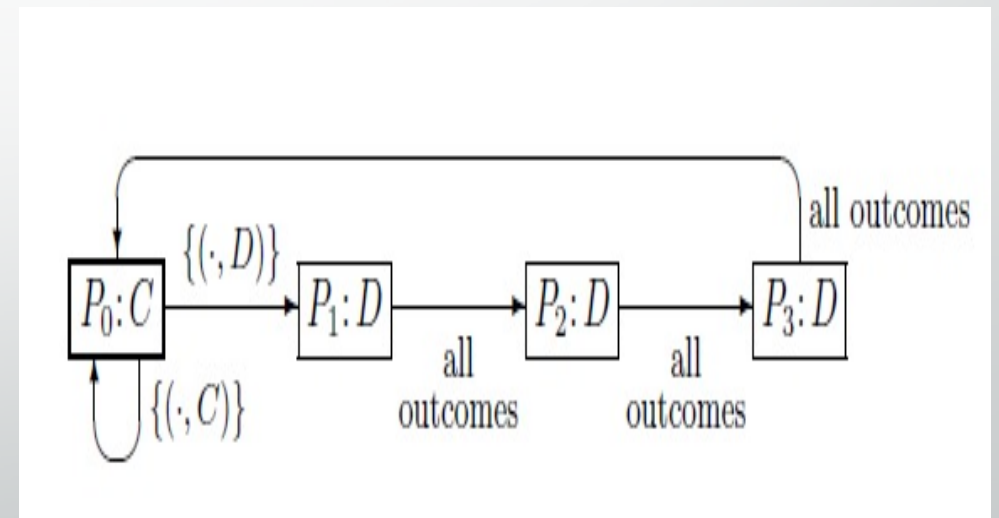 all outcomes
{(·, D)}
P₀: C
P₁: D
P₂: D
P₃: D
{(·, C)}
all
outcomes
all
outcomes